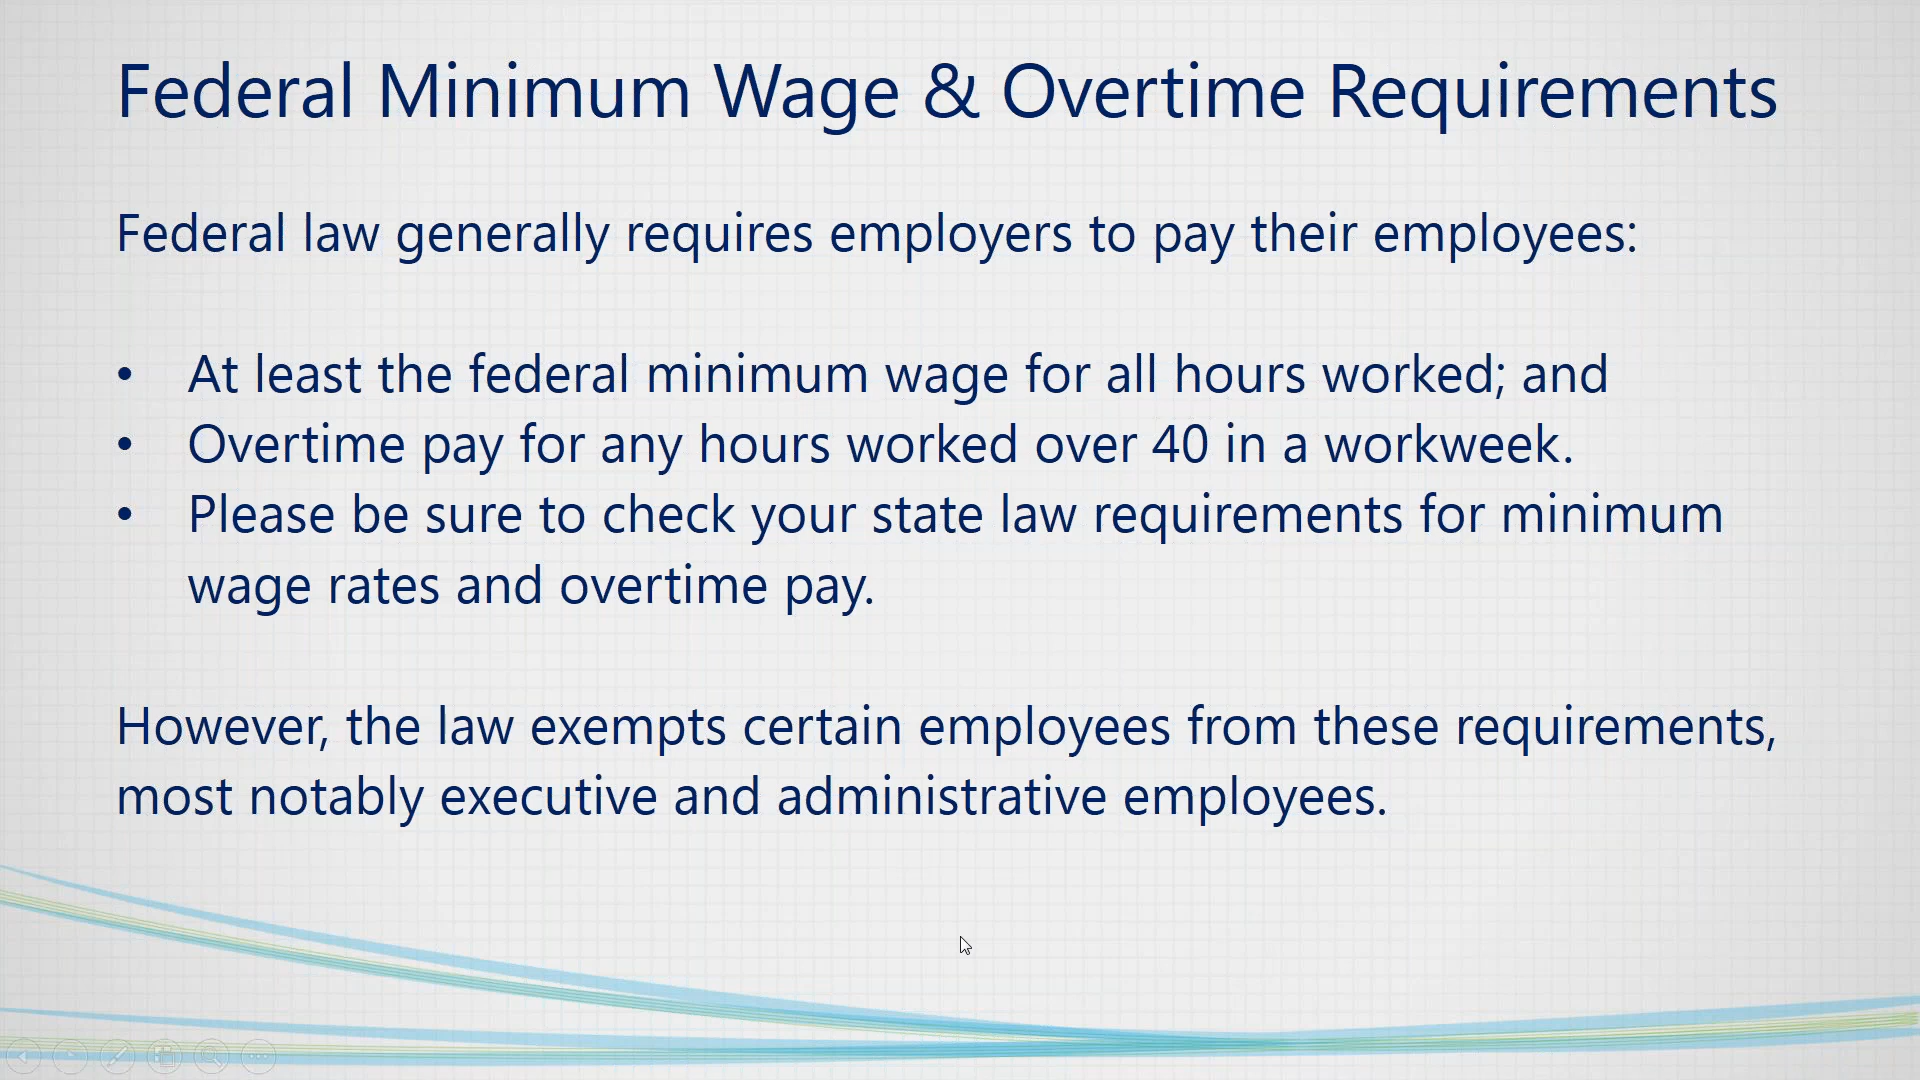 Federal Minimum Wage & Overtime Requirements
Federal law generally requires employers to pay their employees:
• At least the federal minimum wage for all hours worked; and
• Overtime pay for any hours worked over 40 in a workweek.
• Please be sure to check your state law requirements for minimum
wage rates and overtime pay.
However, the law exempts certain employees from these requirements,
most notably executive and administrative employees.